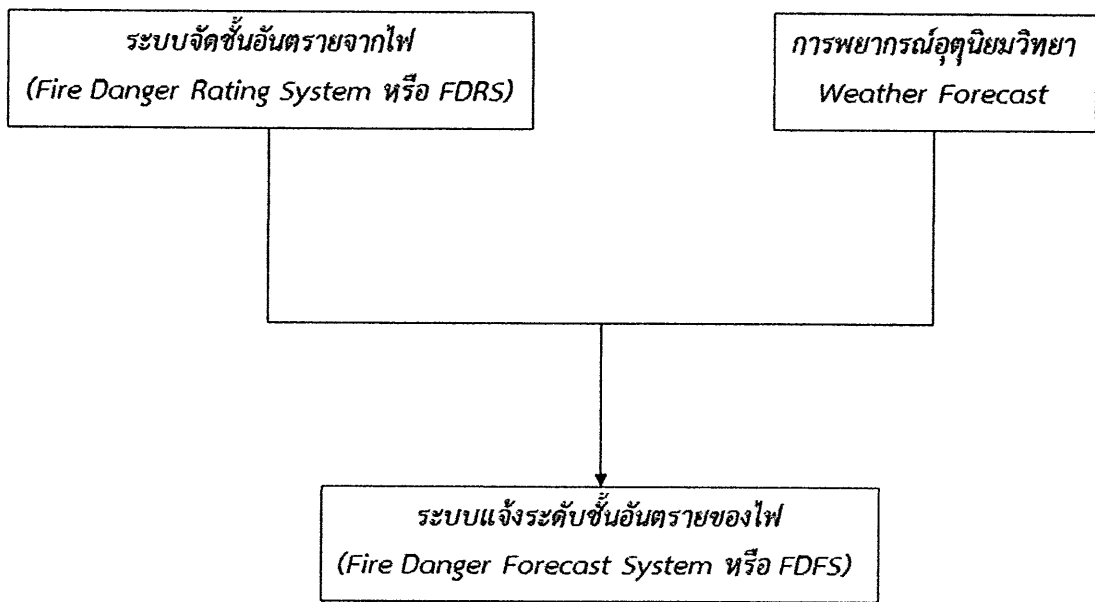 ระบบจัดชั้นอันตรายจากไฟ
(Fire Danger Rating System หรือ FDRS)
การพยากรณ์อุตุนิยมวิทยา
Weather Forecast
ระบบแจ้งระดับชั้นอันตรายของไฟ
(Fire Danger Forecast System หรือ FDFS)